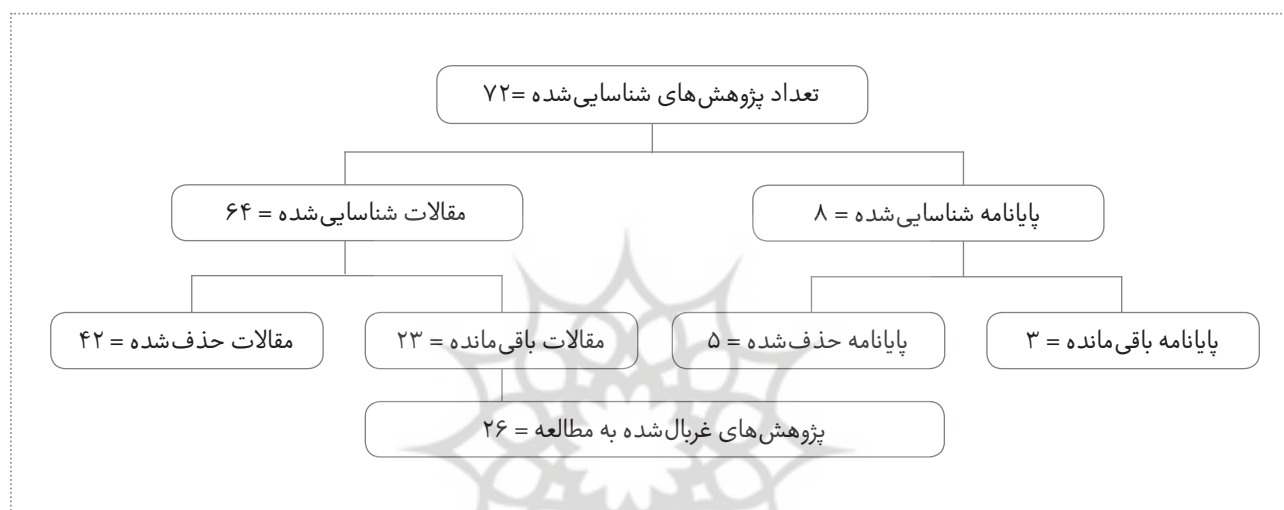 تعداد پژوهش‌های شناسایی‌شده =۷۲
پایانامه شناسایی‌شده = ۸
مقالات شناسایی‌شده = ۶۴
پایانامه باقی‌مانده = ۳
پایانامه حذف‌شده = ۵
مقالات باقی‌مانده = ۲۳
مقالات حذف‌شده = ۴۲
پژوهش‌های غربال‌شده به مطالعه = ۲۶